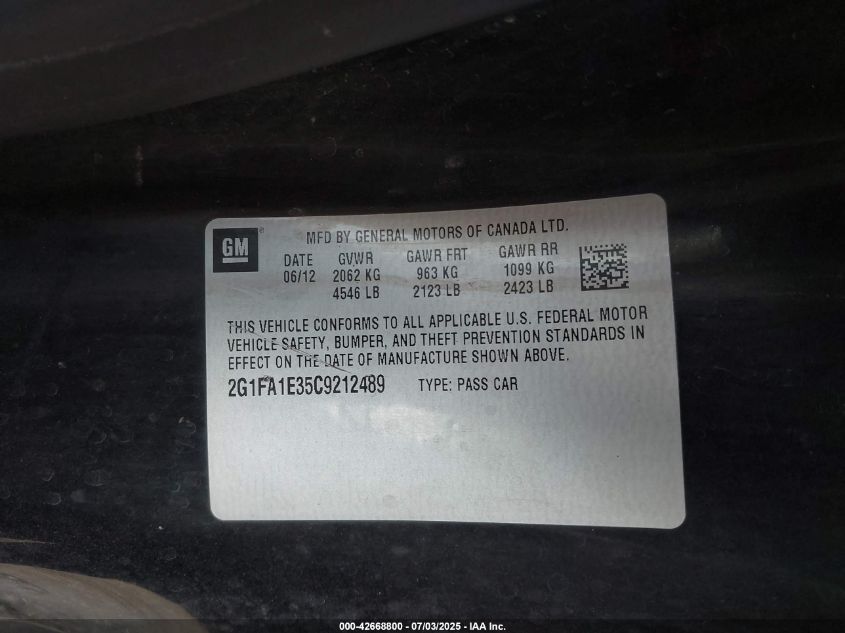 GM ®
MFD BY GENERAL MOTORS OF CANADA LTD.
DATE GVWR GAWR FRT GAWR RR
06/12 2062 KG 963 KG 1099 KG
4546 LB 2123 LB 2423 LB
THIS VEHICLE CONFORMS TO ALL APPLICABLE U.S. FEDERAL MOTOR
VEHICLE SAFETY, BUMPER, AND THEFT PREVENTION STANDARDS IN
EFFECT ON THE DATE OF MANUFACTURE SHOWN ABOVE.
2G1FA1E35C9212489 TYPE: PASS CAR
000-42668800 - 07/03/2025 - IAA Inc.